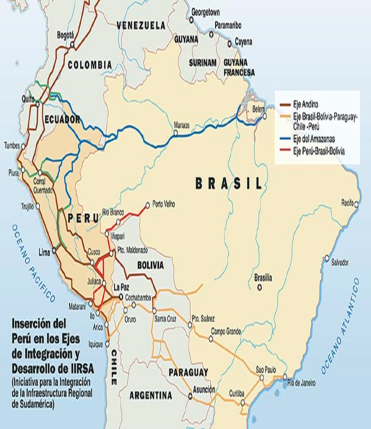 Georgetown
Paramaribo
VENEZUELA
Cayena
Bogotá
GUYANA
COLOMBIA
SURINAM
GUYANA
FRANCESA
Quito
ECUADOR
Eje Andino
Eje Brasil-Bolivia-Paraguay-
Chile -Perú
Eje del Amazonas
Eje Perú-Brasil-Bolivia
Belem
Manaos
Tumbes
Piura
Corral
Quemado
BRASIL
Trujillo
PERU
Porto Velho
Rio Branco
Recife
Iñapari
OCEANO PACIFICO
Lima
Pto. Maldonado
Cusco
BOLIVIA
Salvador
Juliaca
La Paz
Brasilia
Cochabamba
Matarani
Ilo
Oruro
Santa Cruz
Arica
Pto. Suárez
OCEANO ATLANTICO
Iquique
Campo Grande
Inserción del
Perú en los Ejes
de Integración y
Desarrollo de IIRSA
(Iniciativa para la Integración
de la Infraestructura Regional
de Sudamérica)
CHILE
PARAGUAY
Sao Paulo
Rio de Janeiro
Asunción
ARGENTINA
Curitiba